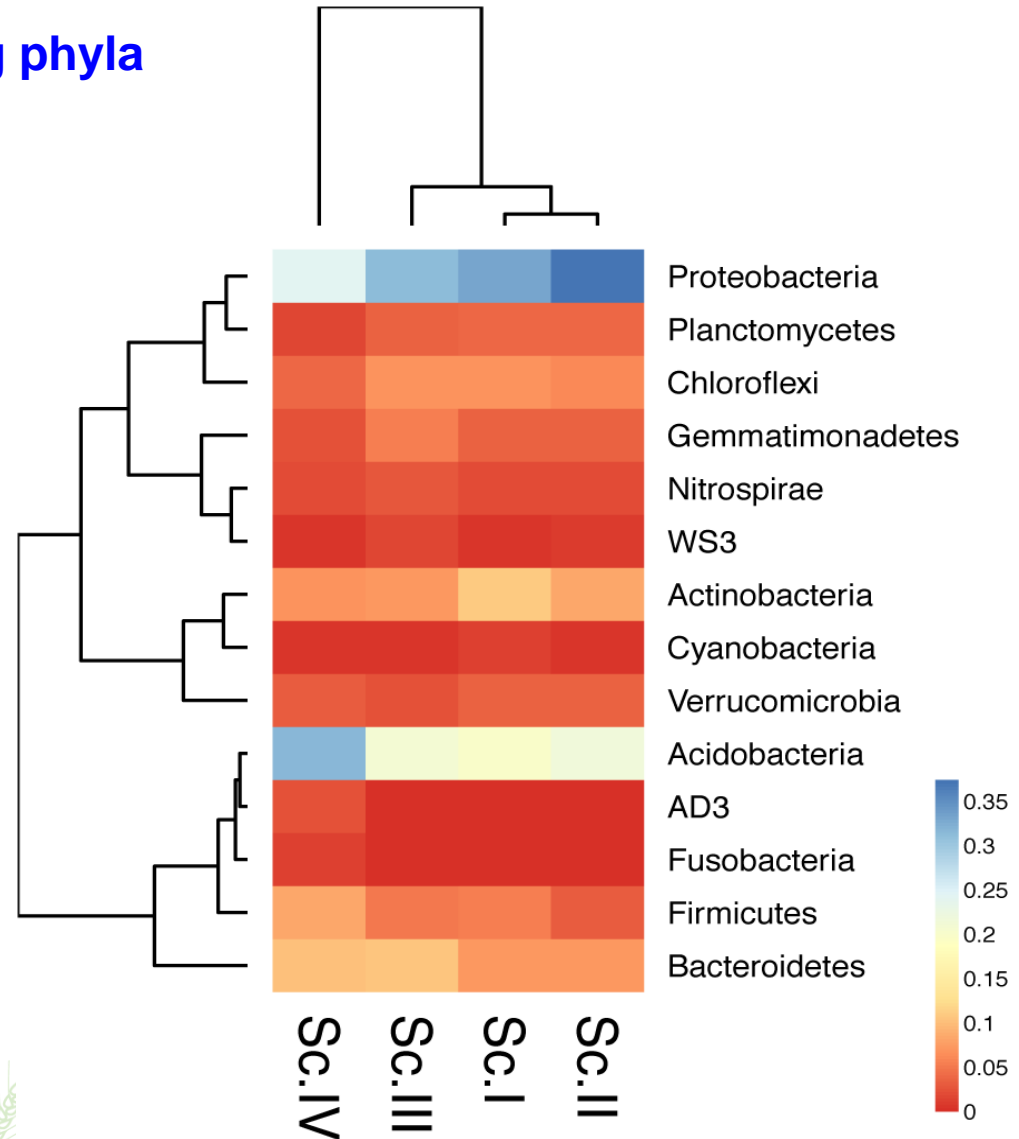 phyla
Proteobacteria
Planctomycetes
Chloroflexi
Gemmatimonadetes
Nitrospirae
WS3
Actinobacteria
Cyanobacteria
Verrucomicrobia
Acidobacteria
AD3
Fusobacteria
Firmicutes
Bacteroidetes
0.35
0.3
0.25
0.2
0.15
0.1
0.05
0
Sc.IV
Sc.III
Sc.I
Sc.II